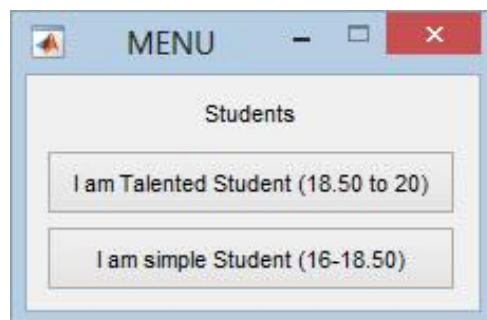 MENU
Students
I am Talented Student (18.50 to 20)
I am simple Student (16-18.50)